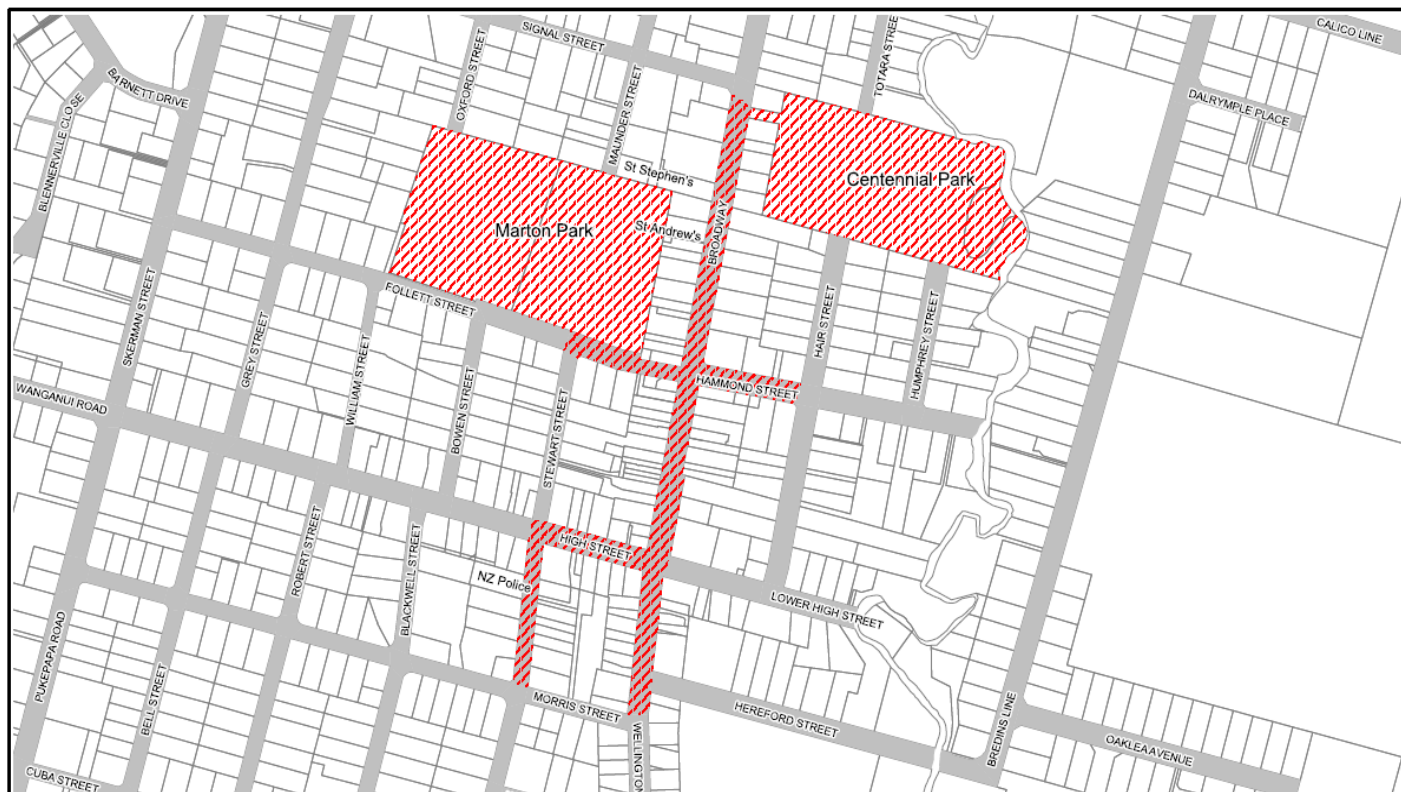 SIGNAL STREET
CALICO LINE
TOTARA STREET
OXFORD STREET
BARNETT DRIVE
MAUNDER STREET
DALRYMPLE PLACE
BLENNERVILLE CLOSE
St Stephen's
Centennial Park
Marton Park
St Andrew's
BROADWAY
FOLLETT STREET
SKERMAN STREET
GREY STREET
HAIR STREET
HUMPHREY STREET
WILLIAM STREET
HAMMOND STREET
WANGANUI ROAD
BOWEN STREET
STEWART STREET
HIGH STREET
ROBERT STREET
NZ Police
BLACKWELL STREET
LOWER HIGH STREET
PUKEPAPA ROAD
BELL STREET
MORRIS STREET
HEREFORD STREET
BREDINS LINE
OAKLEA AVENUE
WELLINGTON
CUBA STREET